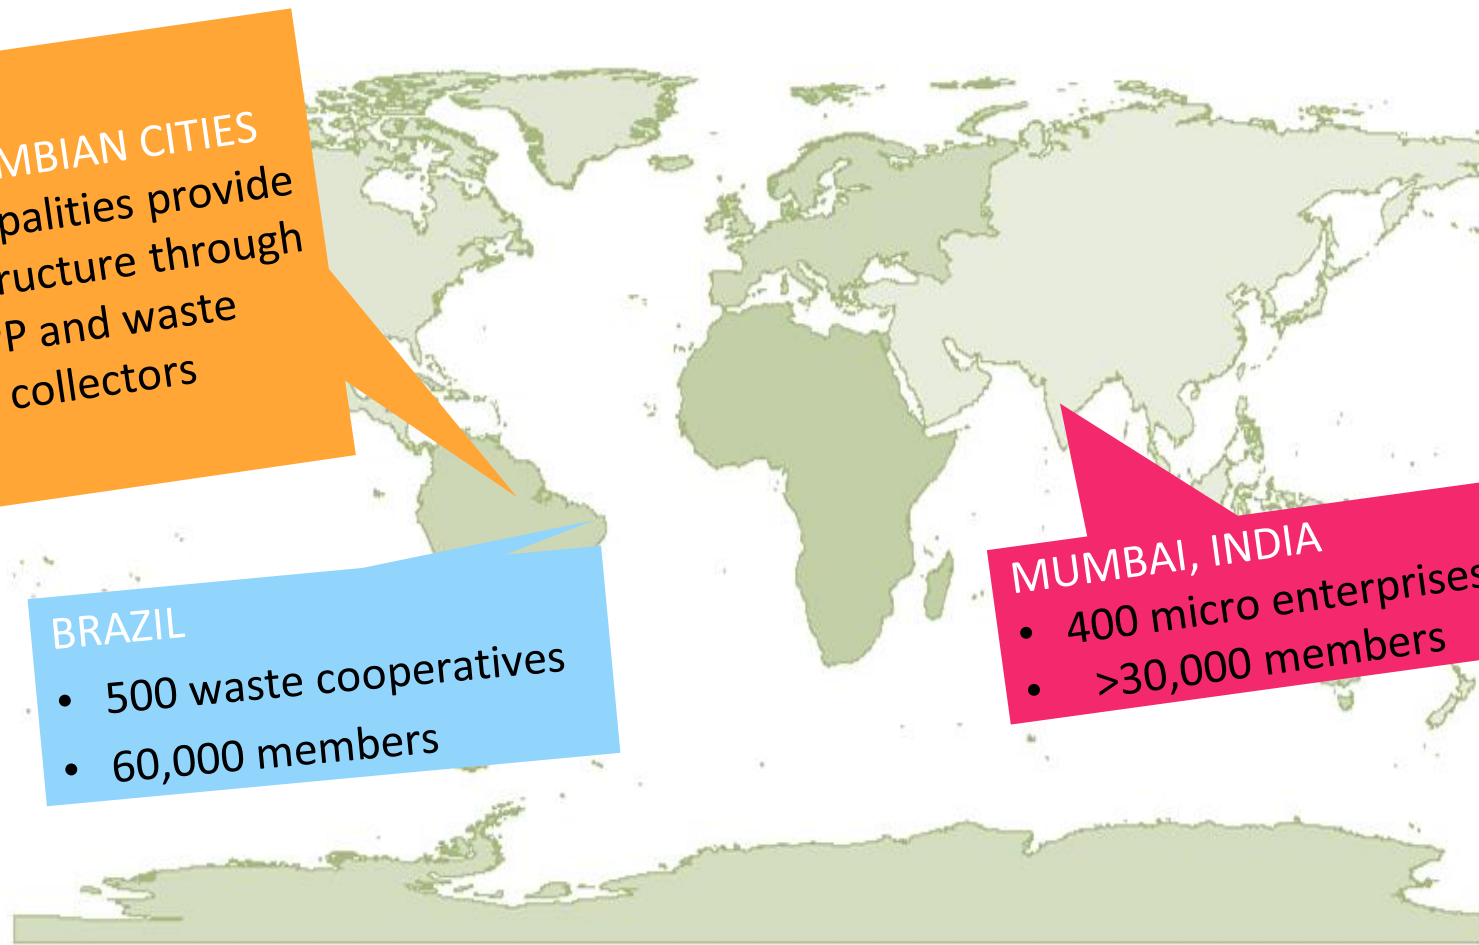 MBIAN CITIES
palities provide
ructure through
P and waste
collectors
BRAZIL
• 500 waste cooperatives
• 60,000 members
MUMBAI, INDIA
• 400 micro enterprises
• >30,000 members